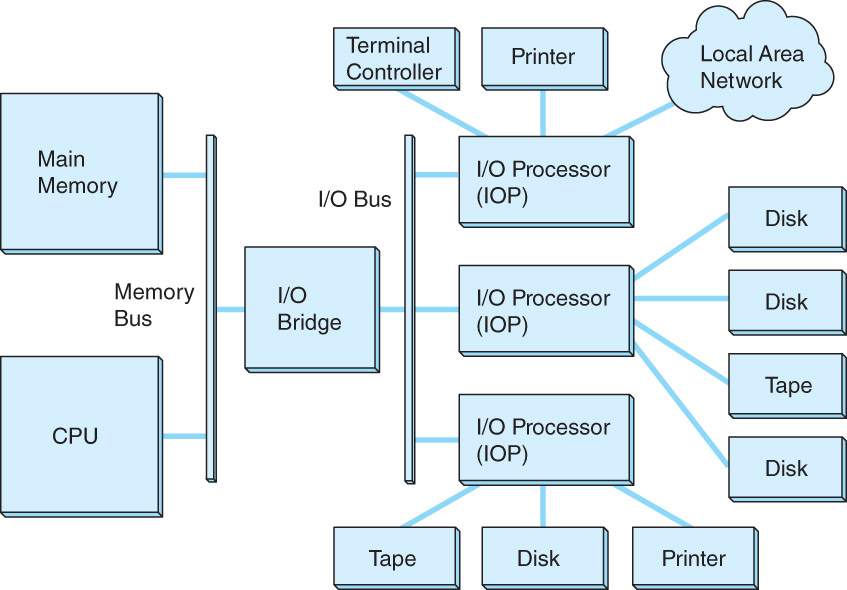 Terminal
Controller
Printer
Local Area
Network
Main
Memory
I/O Processor
(IOP)
I/O Bus
Disk
Memory
Bus
I/O
Bridge
I/O Processor
(IOP)
Disk
Tape
CPU
I/O Processor
(IOP)
Disk
Tape
Disk
Printer